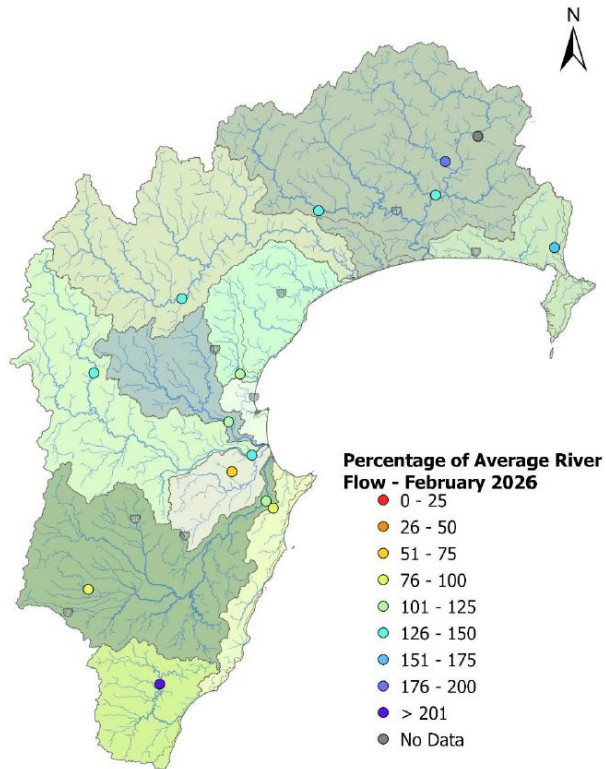 N
Percentage of Average River
Flow - February 2026
0 - 25
26 - 50
51 - 75
76 - 100
101 - 125
126 - 150
151 - 175
176 - 200
> 201
No Data